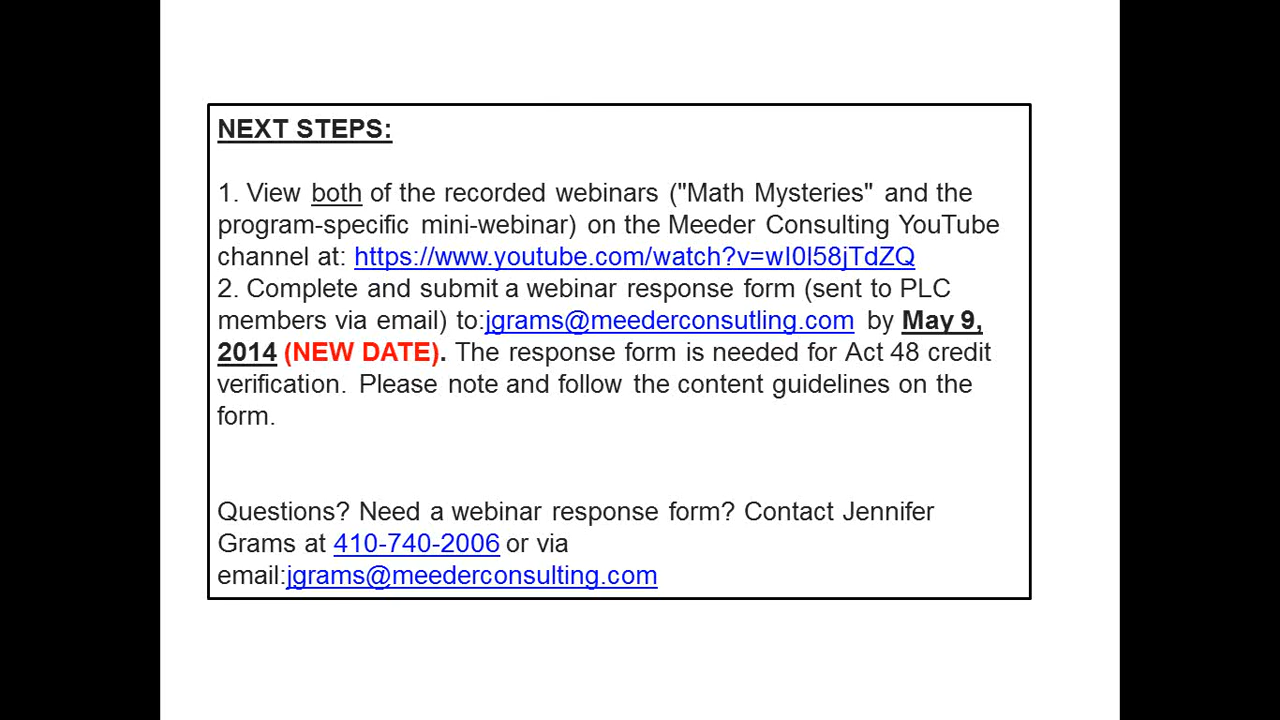 NEXT STEPS:
1. View both of the recorded webinars ("Math Mysteries" and the
program-specific mini-webinar) on the Meeder Consulting YouTube
channel at: https://www.youtube.com/watch?v=wI0l58jTdZQ
2. Complete and submit a webinar response form (sent to PLC
members via email) to:jgrams@meederconsutling.com by May 9,
2014 (NEW DATE). The response form is needed for Act 48 credit
verification. Please note and follow the content guidelines on the
form.
Questions? Need a webinar response form? Contact Jennifer
Grams at 410-740-2006 or via
email:jgrams@meederconsulting.com